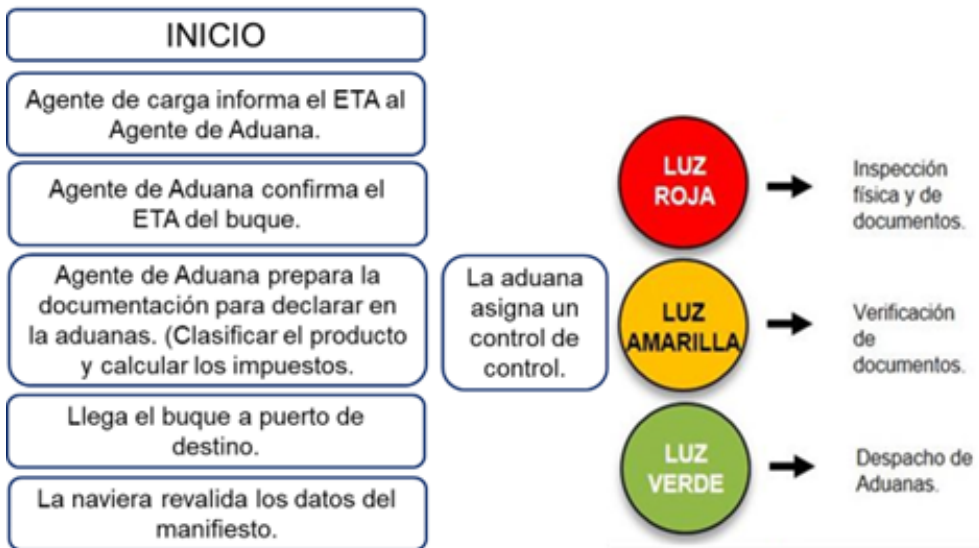 INICIO
Agente de carga informa el ETA al
Agente de Aduana.
Agente de Aduana confirma el
ETA del buque.
Agente de Aduana prepara la
documentación para declarar en
la aduanas. (Clasificar el producto
y calcular los impuestos.
Llega el buque a puerto de
destino.
La naviera revalida los datos del
manifiesto.
La aduana
asigna un
control de
control.
LUZ
ROJA
Inspección
física y de
documentos.
LUZ
AMARILLA
Verificación
de
documentos.
LUZ
VERDE
Despacho de
Aduanas.